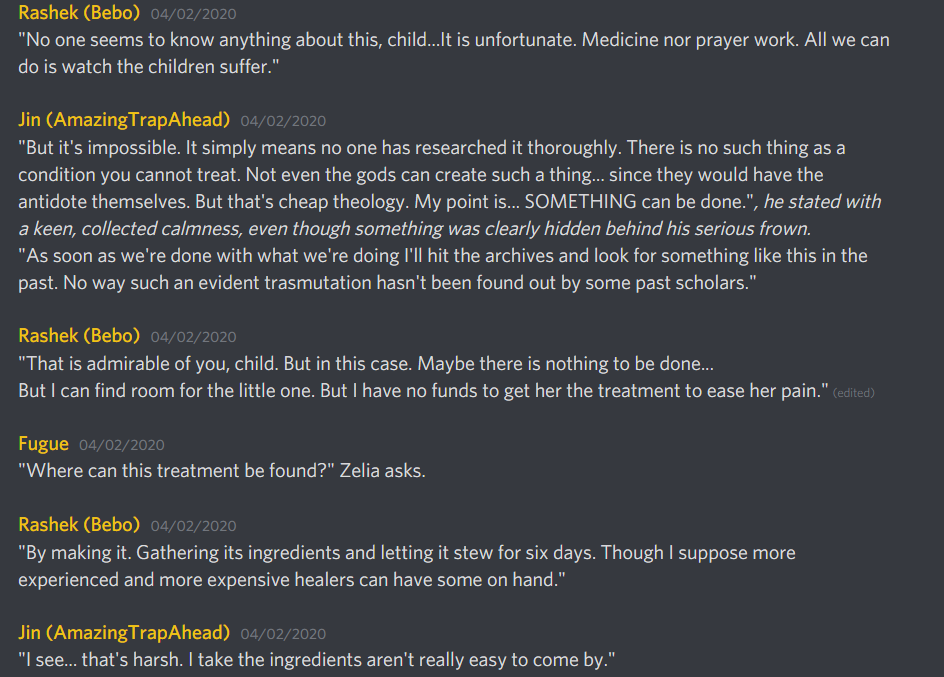 Rashek (Bebo) 04/02/2020
"No one seems to know anything about this, child...It is unfortunate. Medicine nor prayer work. All we can
do is watch the children suffer."
Jin (AmazingTrapAhead) 04/02/2020
"But it's impossible. It simply means no one has researched it thoroughly. There is no such thing as a
condition you cannot treat. Not even the gods can create such a thing... since they would have the
antidote themselves. But that's cheap theology. My point is... SOMETHING can be done.", he stated with
a keen, collected calmness, even though something was clearly hidden behind his serious frown.
"As soon as we're done with what we're doing I'll hit the archives and look for something like this in the
past. No way such an evident trasmutation hasn't been found out by some past scholars."
Rashek (Bebo) 04/02/2020
"That is admirable of you, child. But in this case. Maybe there is nothing to be done...
But I can find room for the little one. But I have no funds to get her the treatment to ease her pain." (edited)
Fugue 04/02/2020
"Where can this treatment be found?" Zelia asks.
Rashek (Bebo) 04/02/2020
"By making it. Gathering its ingredients and letting it stew for six days. Though I suppose more
experienced and more expensive healers can have some on hand."
Jin (AmazingTrapAhead) 04/02/2020
"I see... that's harsh. I take the ingredients aren't really easy to come by."